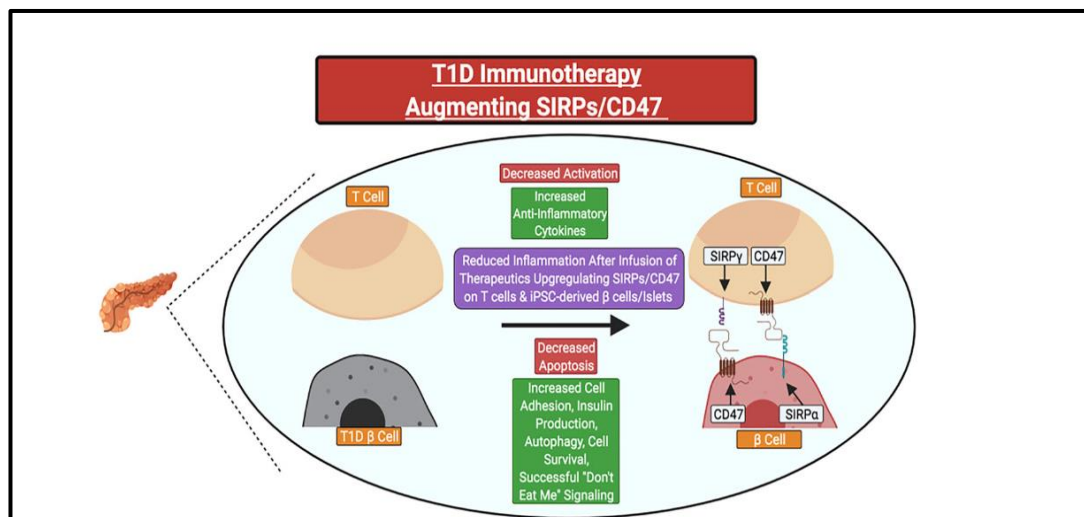 T1D Immunotherapy
Augmenting SIRPs/CD47
Decreased Activation
Increased
Anti-Inflammatory
Cytokines
T Cell
T Cell
Reduced Inflammation After Infusion of
Therapeutics Upregulating SIRPs/CD47
on T cells & iPSC-derived β cells/Islets
SIRPγ
CD47
Decreased
Apoptosis
Increased Cell
Adhesion, Insulin
Production,
Autophagy, Cell
Survival,
Successful "Don't
Eat Me" Signaling
T1D β Cell
CD47
SIRPα
β Cell